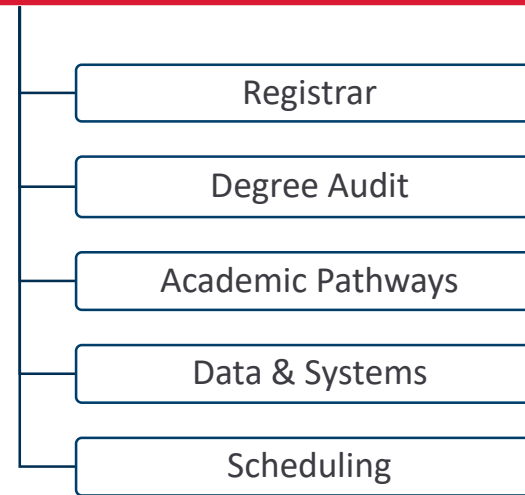 Registrar
Degree Audit
Academic Pathways
Data & Systems
Scheduling